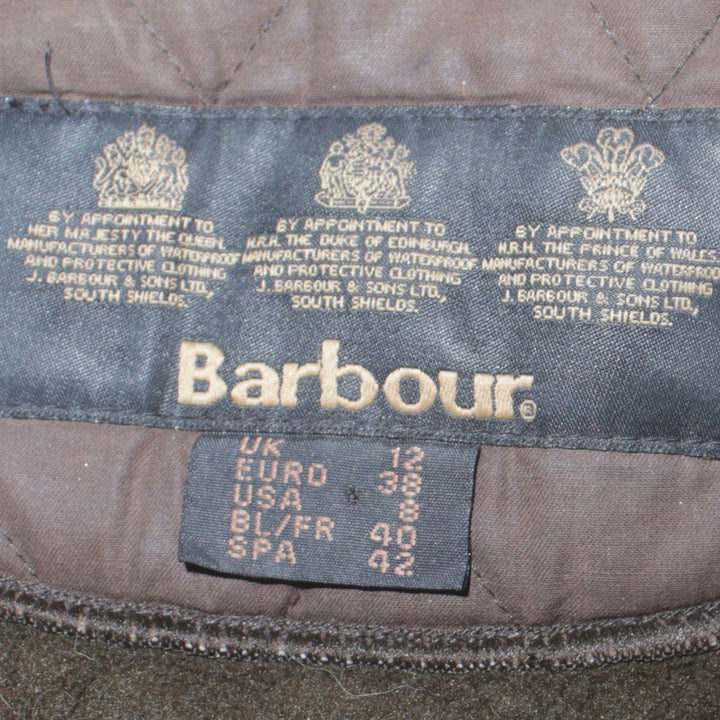 BY APPOINTMENT TO
HER MAJESTY THE QUEEN.
MANUFACTURERS OF WATERPROOF
AND PROTECTIVE CLOTHING
J. BARBOUR & SONS LTD.,
SOUTH SHIELDS.
BY APPOINTMENT TO
H.R.H. THE DUKE OF EDINBURGH.
MANUFACTURERS OF WATERPROOF
AND PROTECTIVE CLOTHING
J. BARBOUR & SONS LTD.,
SOUTH SHIELDS.
BY APPOINTMENT TO
H.R.H. THE PRINCE OF WALES.
MANUFACTURERS OF WATERPROOF
AND PROTECTIVE CLOTHING
J. BARBOUR & SONS LTD.,
SOUTH SHIELDS.
Barbour®
UK 12
EURO 38
USA 8
BL/FR 40
SPA 42